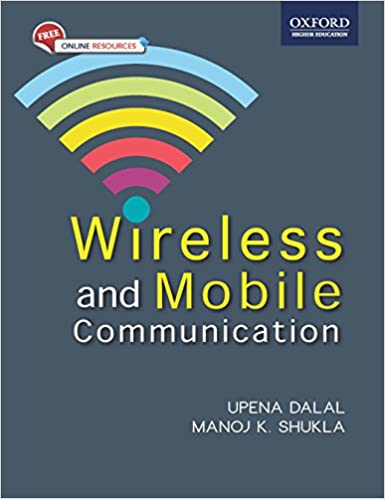 FREE
ONLINE RESOURCES
OXFORD
HIGHER EDUCATION
Wireless
and Mobile
Communication
UPENA DALAL
MANOJ K. SHUKLA